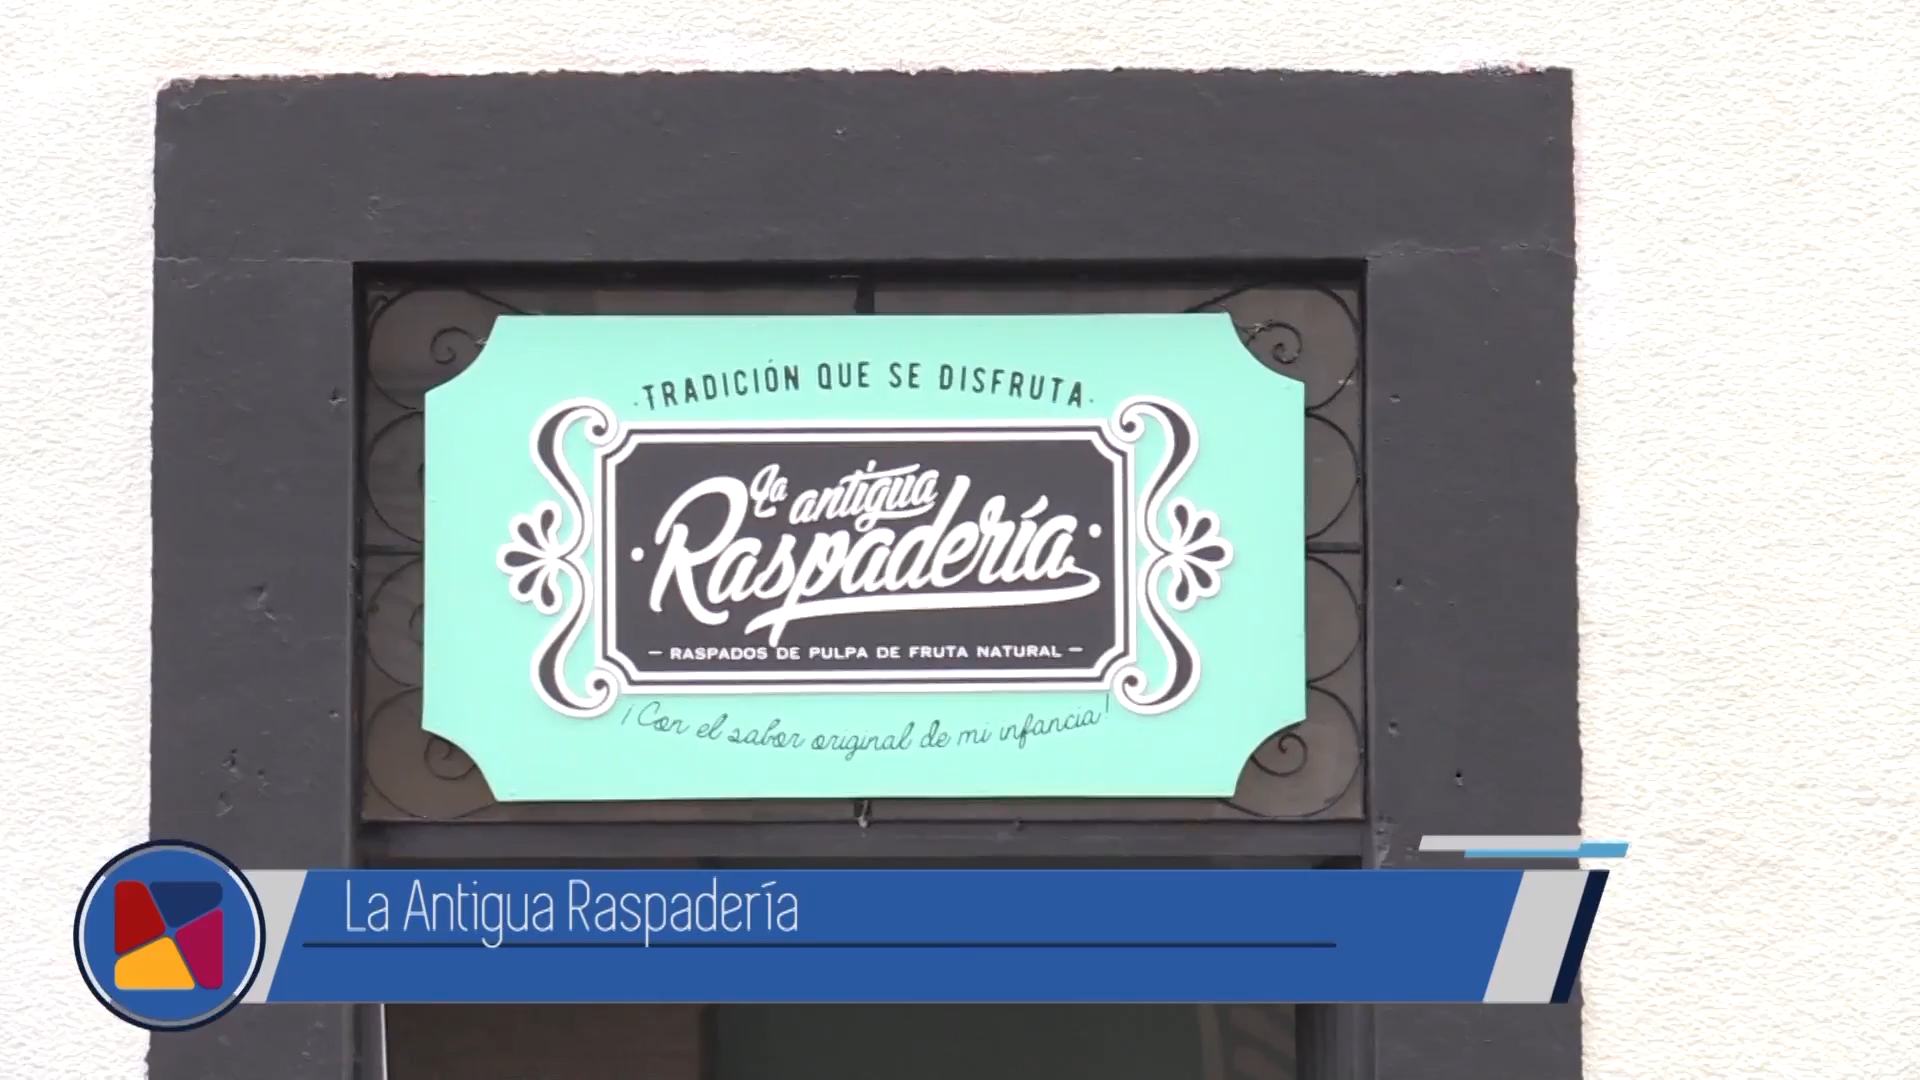 ·TRADICIÓN QUE SE DISFRUTA·
La antigua
·Raspadería·
— RASPADOS DE PULPA DE FRUTA NATURAL —
¡Con el sabor original de mi infancia!
La Antigua Raspadería